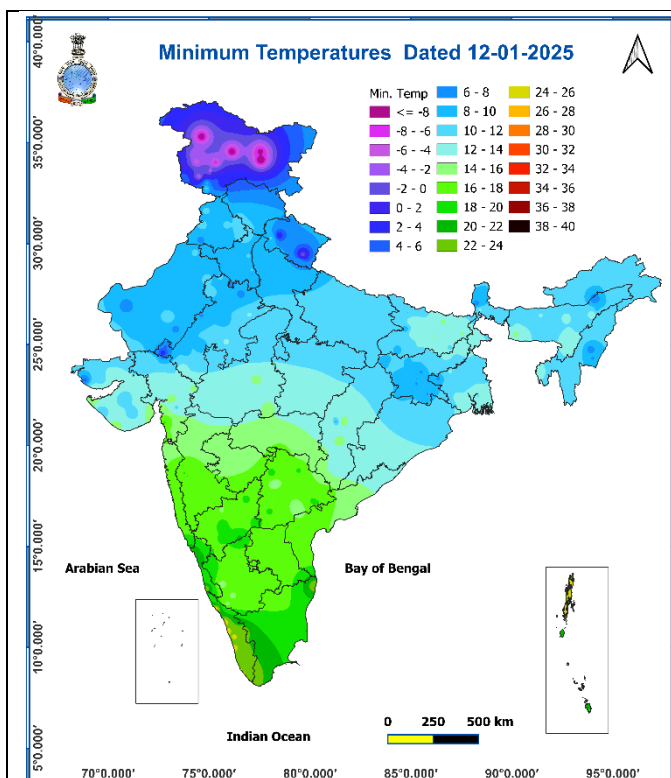 Minimum Temperatures Dated 12-01-2025
Min. Temp
<= -8
-8 - -6
-6 - -4
-4 - -2
-2 - 0
0 - 2
2 - 4
4 - 6
6 - 8
8 - 10
10 - 12
12 - 14
14 - 16
16 - 18
18 - 20
20 - 22
22 - 24
24 - 26
26 - 28
28 - 30
30 - 32
32 - 34
34 - 36
36 - 38
38 - 40
40°0.000'
35°0.000'
30°0.000'
25°0.000'
20°0.000'
15°0.000'
10°0.000'
5°0.000'
Arabian Sea
Bay of Bengal
Indian Ocean
0 250 500 km
70°0.000' 75°0.000' 80°0.000' 85°0.000' 90°0.000' 95°0.000'